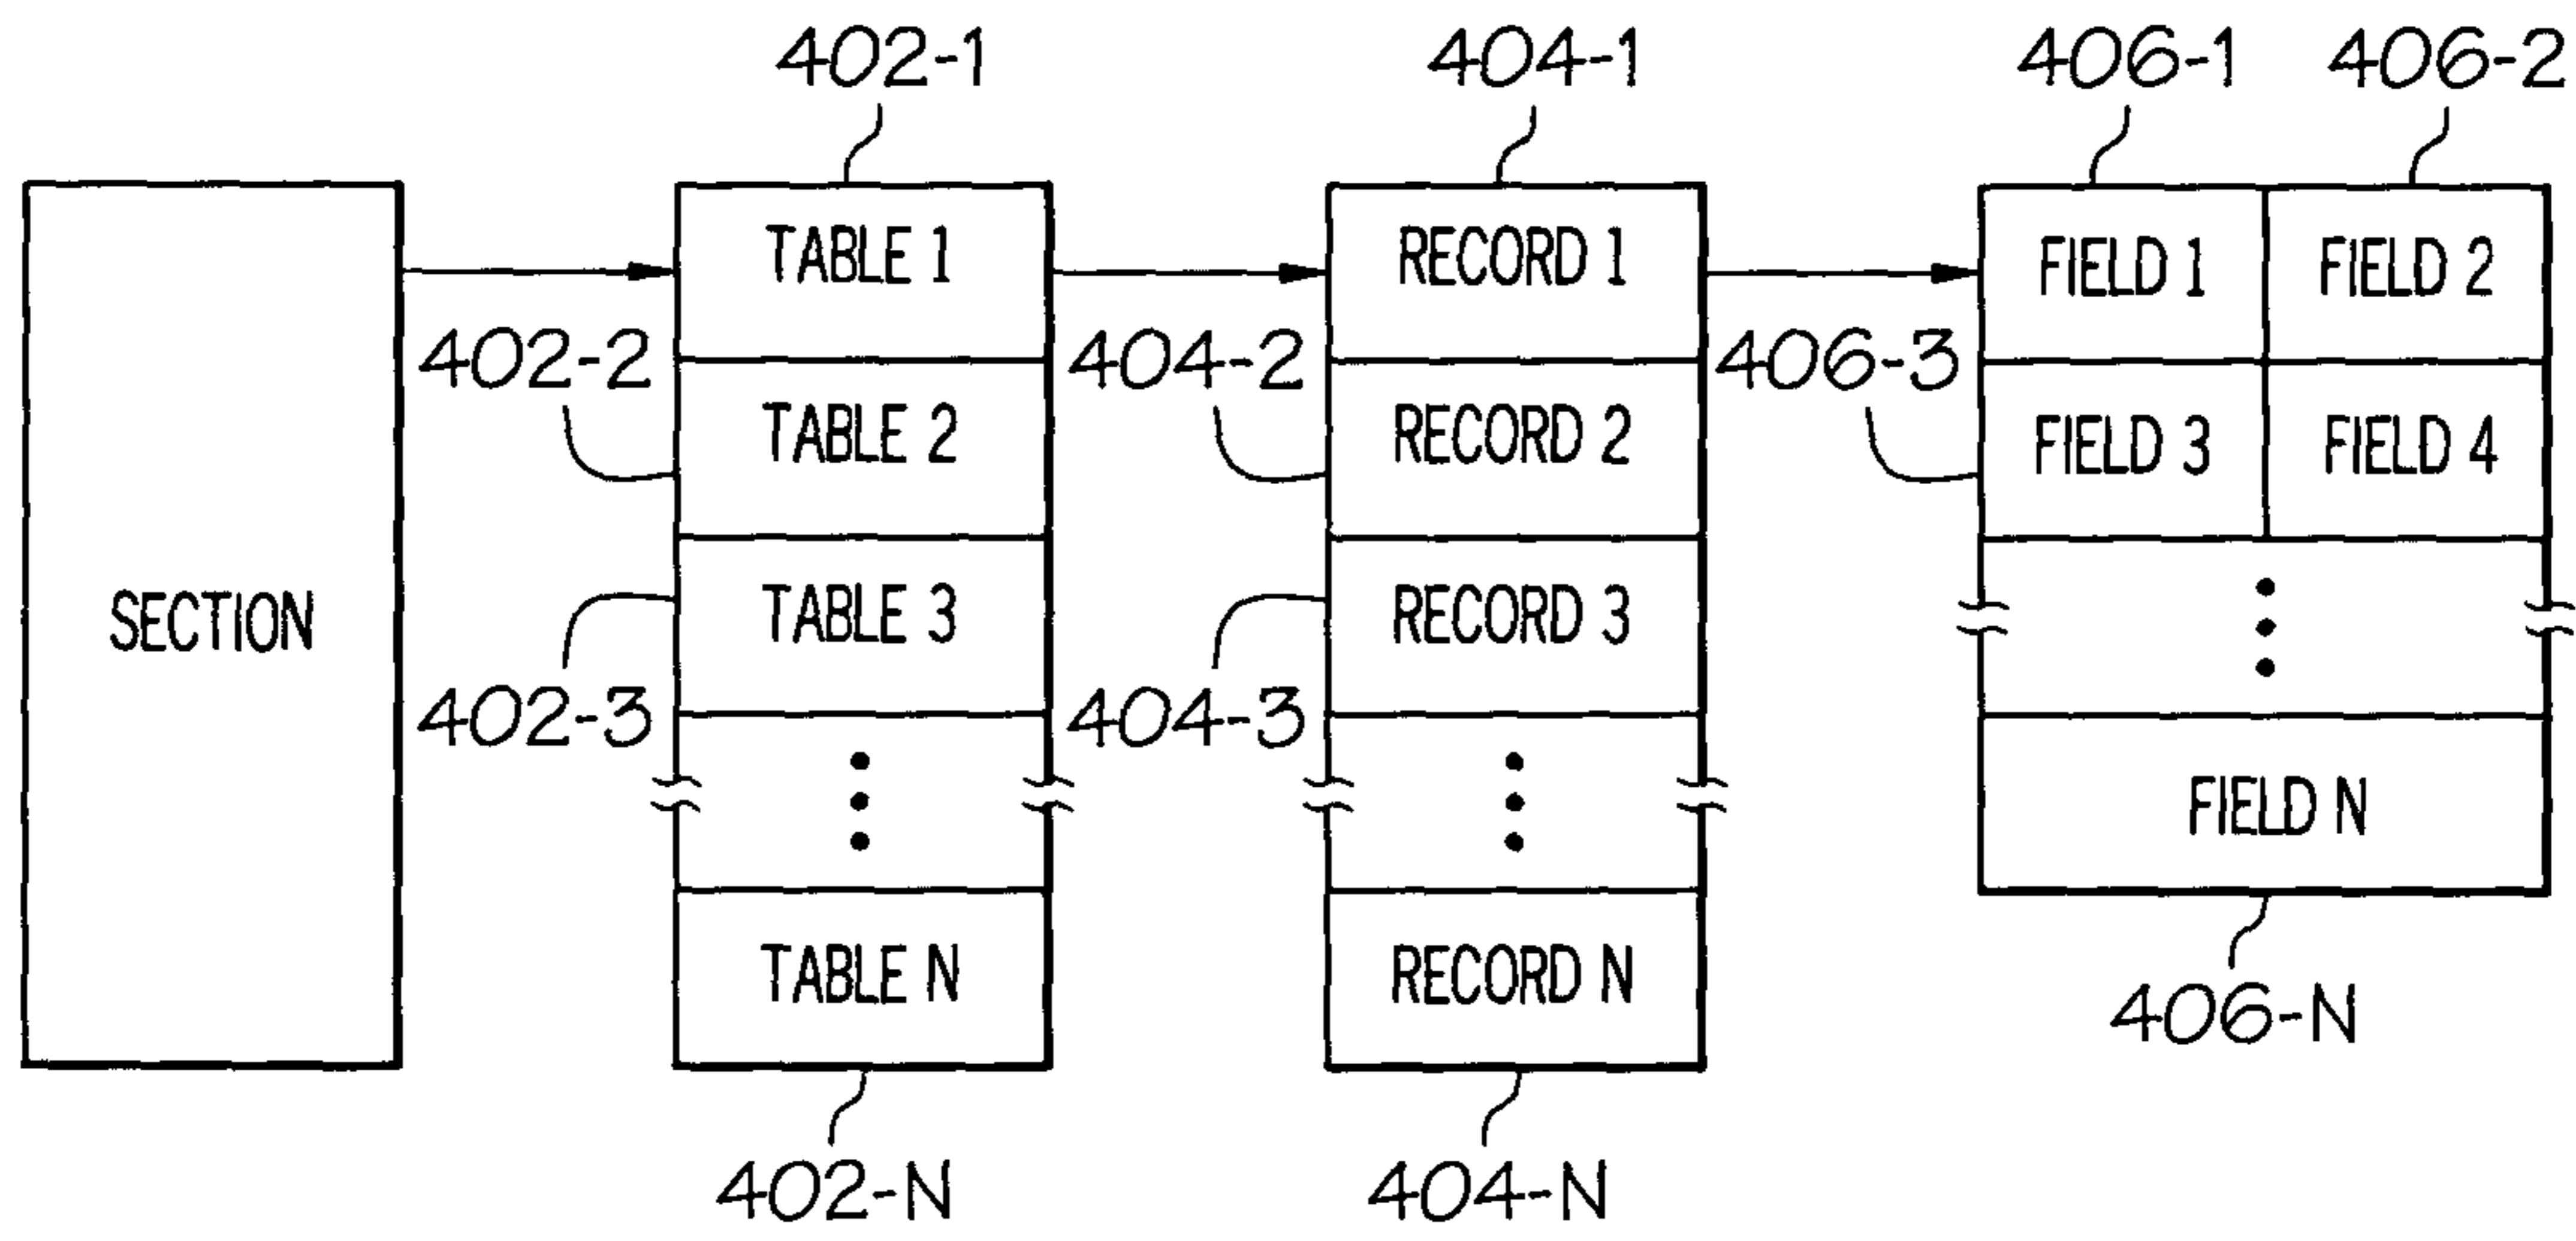 402-1
404-1
406-1
406-2
TABLE 1
RECORD 1
FIELD 1
FIELD 2
402-2
404-2
406-3
TABLE 2
RECORD 2
FIELD 3
FIELD 4
SECTION
TABLE 3
RECORD 3
402-3
404-3
FIELD N
TABLE N
RECORD N
406-N
402-N
404-N